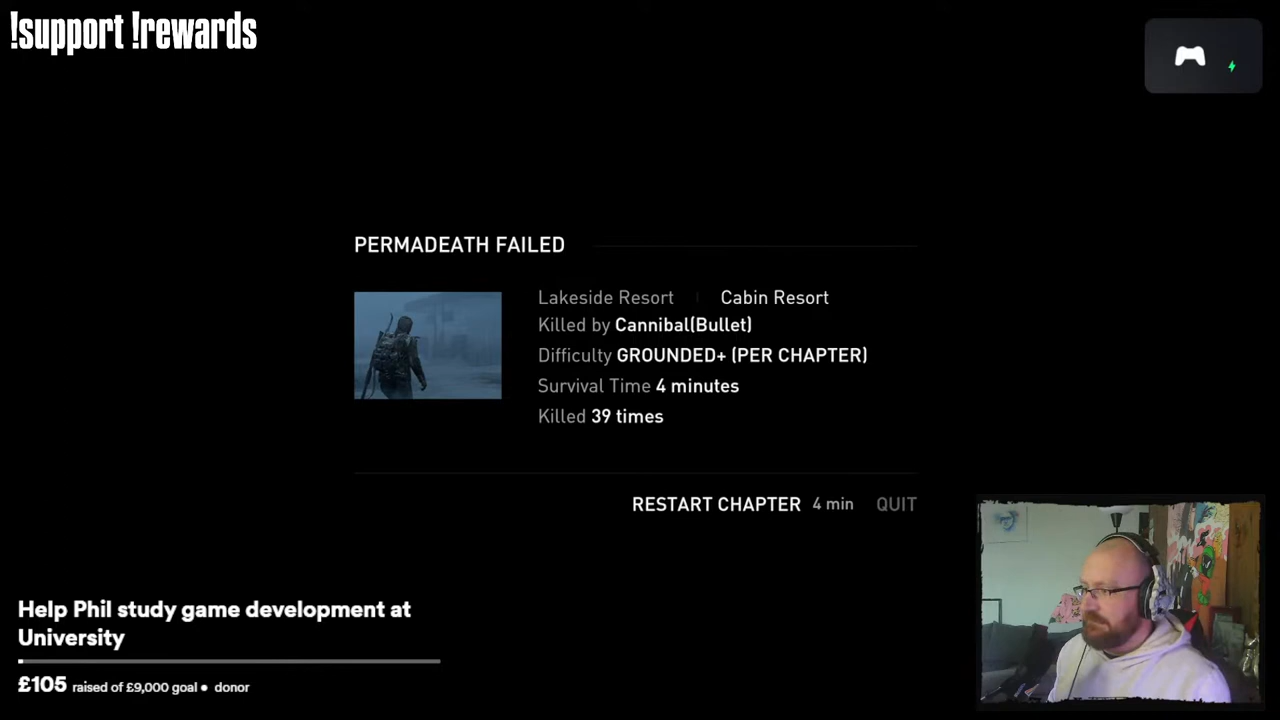 !support !rewards
PERMADEATH FAILED
Lakeside Resort Cabin Resort
Killed by Cannibal(Bullet)
Difficulty GROUNDED+ (PER CHAPTER)
Survival Time 4 minutes
Killed 39 times
RESTART CHAPTER 4 min QUIT
Help Phil study game development at
University
£105 raised of £9,000 goal • donor